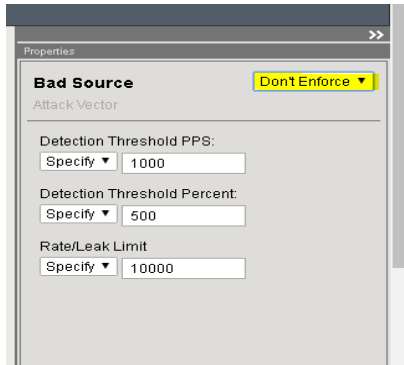 Properties
Bad Source Don't Enforce
Attack Vector
Detection Threshold PPS:
Specify 1000
Detection Threshold Percent:
Specify 500
Rate/Leak Limit
Specify 10000